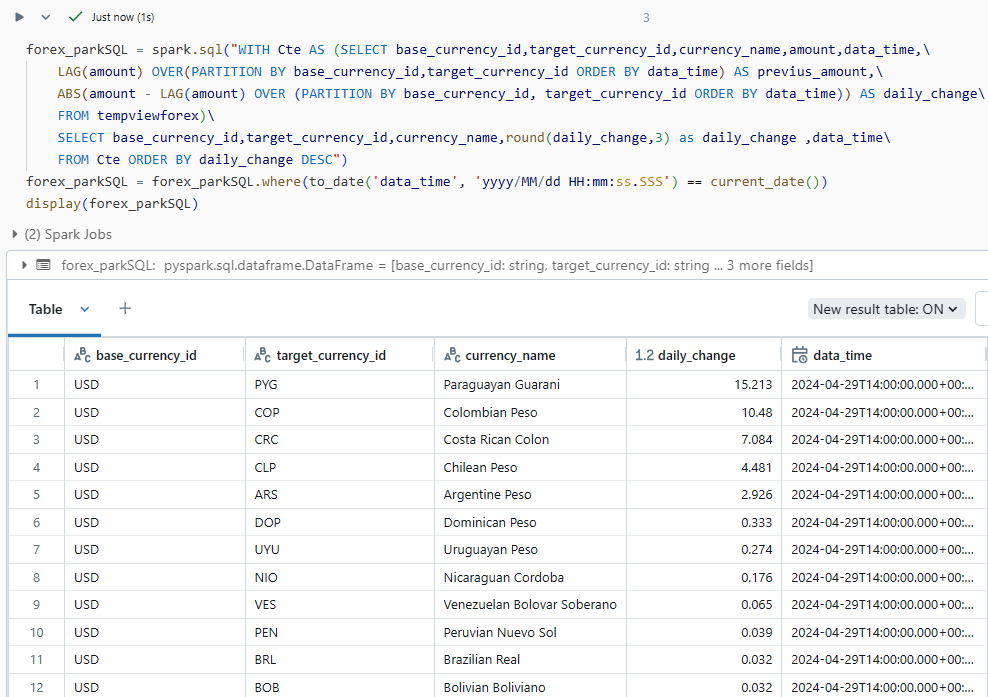 Just now (1s)
3
forex_parkSQL = spark.sql("WITH Cte AS (SELECT base_currency_id,target_currency_id,currency_name,amount,data_time,\
LAG(amount) OVER(PARTITION BY base_currency_id,target_currency_id ORDER BY data_time) AS previus_amount,\
ABS(amount - LAG(amount) OVER (PARTITION BY base_currency_id, target_currency_id ORDER BY data_time)) AS daily_change\
FROM tempviewforex)\
SELECT base_currency_id,target_currency_id,currency_name,round(daily_change,3) as daily_change ,data_time\
FROM Cte ORDER BY daily_change DESC")
forex_parkSQL = forex_parkSQL.where(to_date('data_time', 'yyyy/MM/dd HH:mm:ss.SSS') == current_date())
display(forex_parkSQL)
(2) Spark Jobs
forex_parkSQL: pyspark.sql.dataframe.DataFrame = [base_currency_id: string, target_currency_id: string ... 3 more fields]
Table + New result table: ON
ABC base_currency_id ABC target_currency_id ABC currency_name 1.2 daily_change data_time
1 USD PYG Paraguayan Guarani 15.213 2024-04-29T14:00:00.000+00:...
2 USD COP Colombian Peso 10.48 2024-04-29T14:00:00.000+00:...
3 USD CRC Costa Rican Colon 7.084 2024-04-29T14:00:00.000+00:...
4 USD CLP Chilean Peso 4.481 2024-04-29T14:00:00.000+00:...
5 USD ARS Argentine Peso 2.926 2024-04-29T14:00:00.000+00:...
6 USD DOP Dominican Peso 0.333 2024-04-29T14:00:00.000+00:...
7 USD UYU Uruguayan Peso 0.274 2024-04-29T14:00:00.000+00:...
8 USD NIO Nicaraguan Cordoba 0.176 2024-04-29T14:00:00.000+00:...
9 USD VES Venezuelan Bolovar Soberano 0.065 2024-04-29T14:00:00.000+00:...
10 USD PEN Peruvian Nuevo Sol 0.039 2024-04-29T14:00:00.000+00:...
11 USD BRL Brazilian Real 0.032 2024-04-29T14:00:00.000+00:...
12 USD BOB Bolivian Boliviano 0.032 2024-04-29T14:00:00.000+00:...